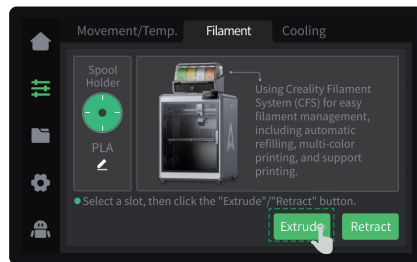 Movement/Temp. Filament Cooling
Spool
Holder
PLA
Using Creality Filament
System (CFS) for easy
filament management,
including automatic
refilling, multi-color
printing, and support
printing.
Select a slot, then click the "Extrude"/"Retract" button.
Extrude Retract